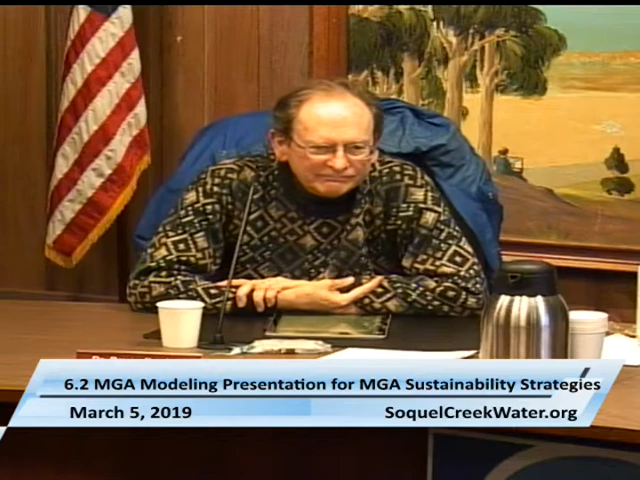 6.2 MGA Modeling Presentation for MGA Sustainability Strategies
March 5, 2019
SoquelCreekWater.org